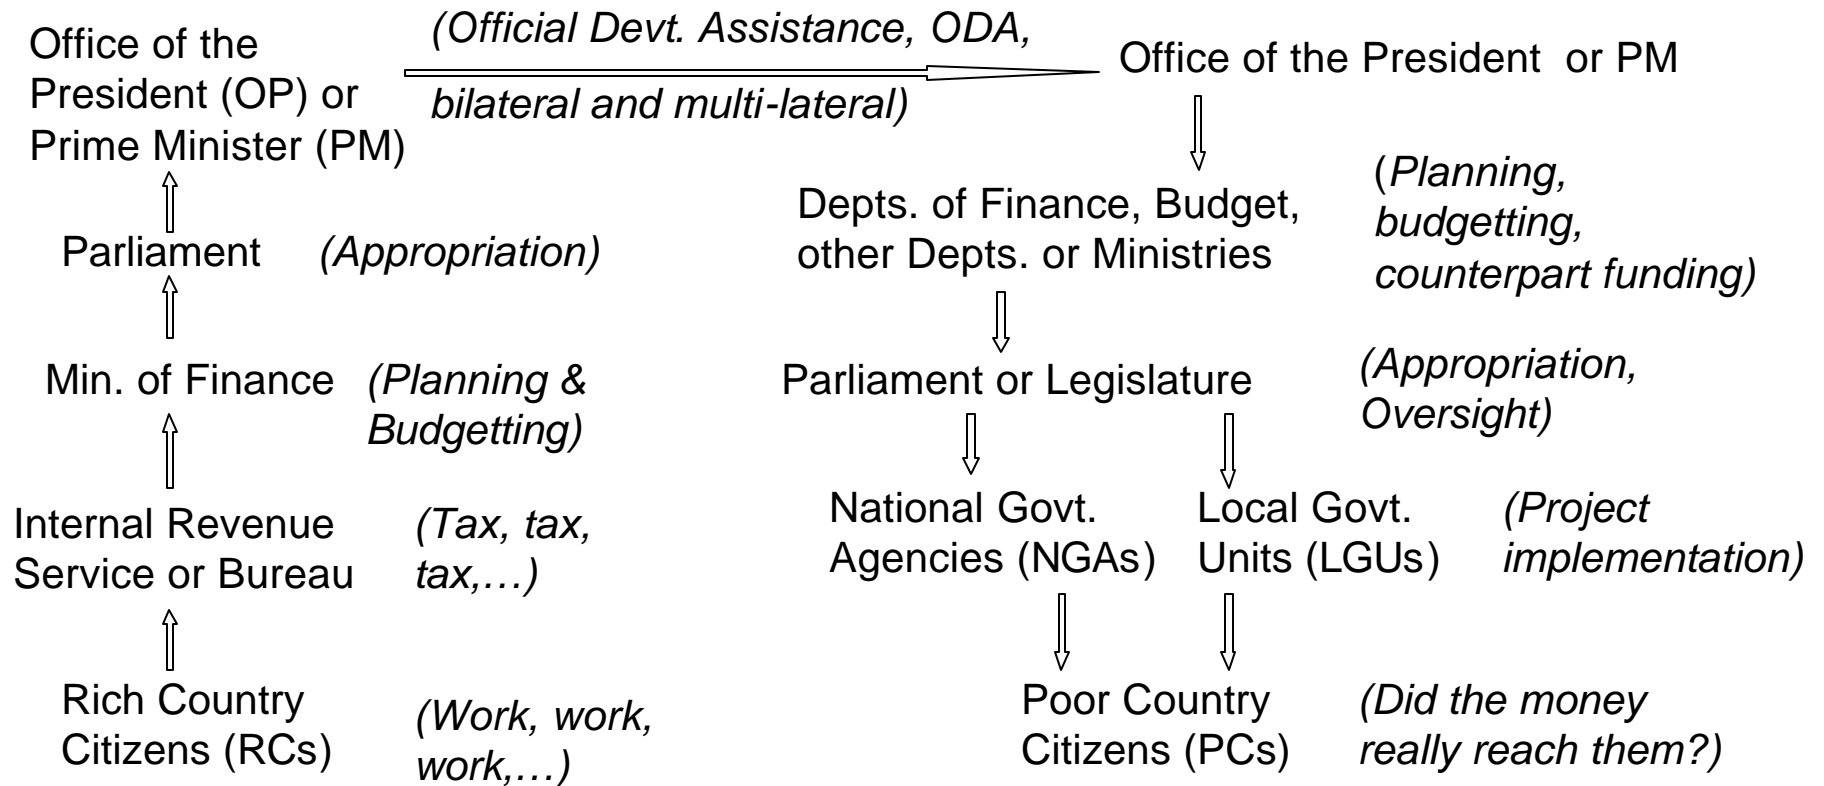 Office of the
President (OP) or
Prime Minister (PM)
(Official Devt. Assistance, ODA,
bilateral and multi-lateral)
Office of the President or PM
Parliament (Appropriation)
Min. of Finance (Planning &
Budgetting)
Internal Revenue
Service or Bureau
(Tax, tax,
tax,…)
Rich Country
Citizens (RCs)
(Work, work,
work,…)
Depts. of Finance, Budget,
other Depts. or Ministries
(Planning,
budgetting,
counterpart funding)
Parliament or Legislature
(Appropriation,
Oversight)
National Govt.
Agencies (NGAs)
Local Govt.
Units (LGUs)
(Project
implementation)
Poor Country
Citizens (PCs)
(Did the money
really reach them?)